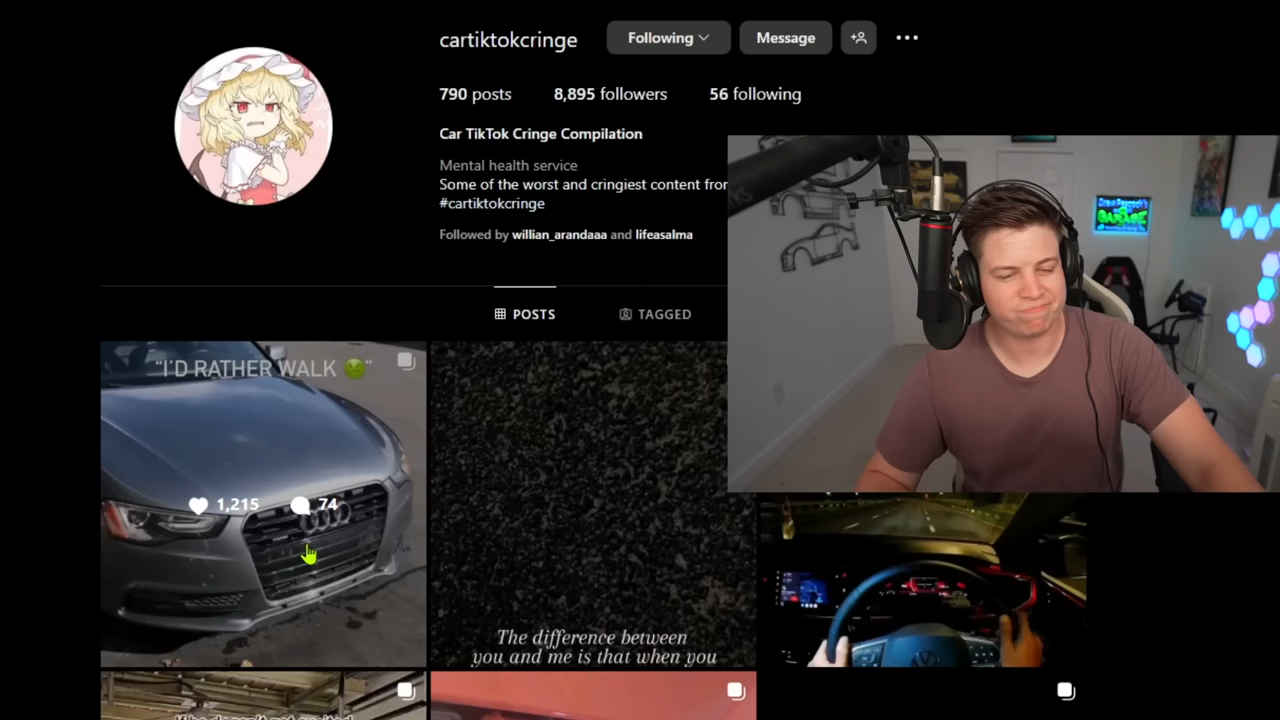 cartiktokcringe
Following
Message
790 posts
8,895 followers
56 following
Car TikTok Cringe Compilation
Mental health service
Some of the worst and cringiest content from
#cartiktokcringe
Followed by willian_arandaaa and lifeasalma
POSTS
TAGGED
GARAGE
"I'D RATHER WALK 🤢"
1,215
74
The difference between
you and me is that when you